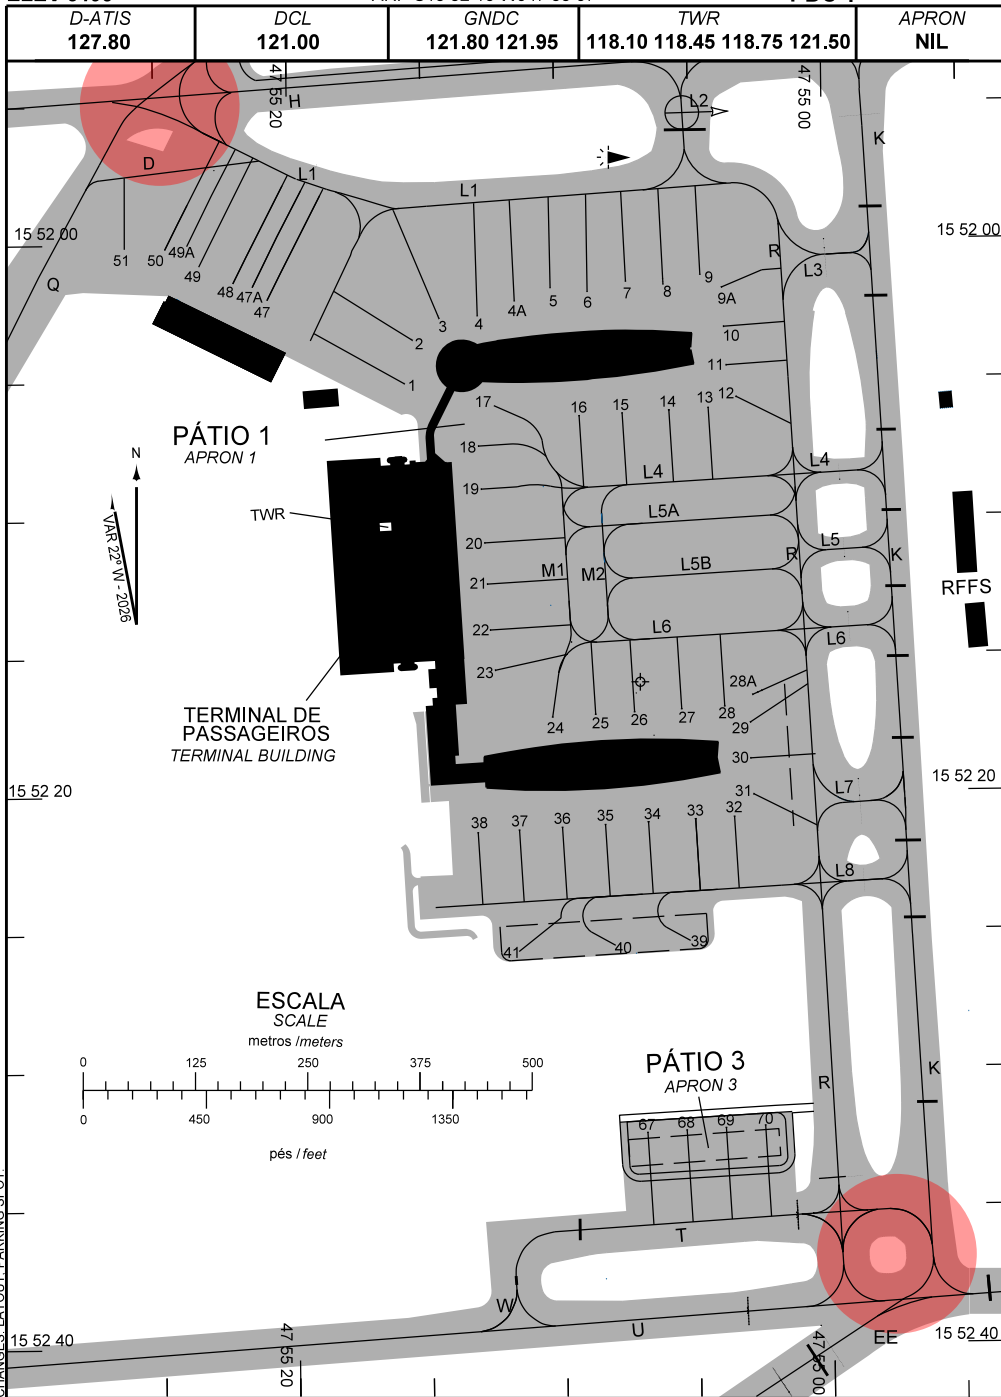 D-ATIS DCL GNDC TWR APRON
127.80 121.00 121.80 121.95 118.10 118.45 118.75 121.50 NIL
47 55 20
47 55 00
H
L2
K
D
L1
L1
15 52 00
15 52 00
51 50 49A 49 48 47A 47
Q
R
L3
3 4 4A 5 6 7 8 9 9A
2
10
1
11
17 16 15 14 13 12
PÁTIO 1
APRON 1
18
N
19
L4
L4
TWR
L5A
VAR 22° W - 2026
20
L5
R
K
M1 M2
L5B
21
RFFS
22
L6
L6
23
28A
24 25 26 27 28
29
TERMINAL DE
PASSAGEIROS
TERMINAL BUILDING
30
15 52 20
15 52 20
31
L7
38 37 36 35 34 33 32
L8
41 40 39
ESCALA
SCALE
metros /meters
0 125 250 375 500
0 450 900 1350
pés / feet
PÁTIO 3
APRON 3
R
K
67 68 69 70
T
W
U
EE
15 52 40
15 52 40
47 55 20
47 55 00